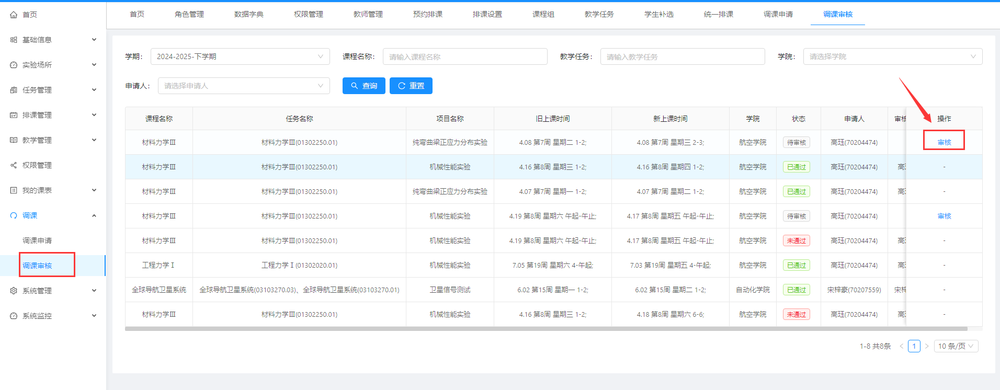 首页
基础信息
实验场所
任务管理
排课管理
教学管理
权限管理
我的课表
调课
调课申请
调课审核
系统管理
系统监控
首页 角色管理 数据字典 权限管理 教师管理 预约排课 排课设置 课程组 教学任务 学生补选 统一排课 调课申请 调课审核
学期: 2024-2025-下学期 课程名称: 请输入课程名称 教学任务: 请输入教学任务 学院: 请选择学院
申请人: 请选择申请人 查询 重置
课程名称 任务名称 项目名称 旧上课时间 新上课时间 学院 状态 申请人 审核 操作
材料力学Ⅲ 材料力学Ⅲ(01302250.01) 纯弯曲梁正应力分布实验 4.08 第7周 星期二 1-2; 4.08 第7周 星期三 2-3; 航空学院 待审核 高珏(70204474) 审核
材料力学Ⅲ 材料力学Ⅲ(01302250.01) 机械性能实验 4.16 第8周 星期三 1-2; 4.16 第8周 星期四 1-2; 航空学院 已通过 高珏(70204474) 高 -
材料力学Ⅲ 材料力学Ⅲ(01302250.01) 纯弯曲梁正应力分布实验 4.07 第7周 星期一 1-2; 4.07 第7周 星期二 1-2; 航空学院 已通过 高珏(70204474) 高 -
材料力学Ⅲ 材料力学Ⅲ(01302250.01) 机械性能实验 4.19 第8周 星期六 午起-午止; 4.17 第8周 星期五 午起-午止; 航空学院 待审核 高珏(70204474) 审核
材料力学Ⅲ 材料力学Ⅲ(01302250.01) 机械性能实验 4.19 第8周 星期六 午起-午止; 4.17 第8周 星期五 午起-午止; 航空学院 未通过 高珏(70204474) 高 -
工程力学Ⅰ 工程力学Ⅰ(01302020.01) 机械性能实验 7.05 第19周 星期六 4-午起; 7.03 第19周 星期五 4-午起; 航空学院 已通过 高珏(70204474) 高 -
全球导航卫星系统 全球导航卫星系统(03103270.03)、全球导航卫星系统(03103270.01) 卫星信号测试 6.02 第15周 星期一 1-2; 6.02 第15周 星期二 1-2; 自动化学院 已通过 宋梓豪(70207559) 宋梓 -
材料力学Ⅲ 材料力学Ⅲ(01302250.01) 机械性能实验 4.16 第8周 星期三 1-2; 4.18 第8周 星期六 6-6; 航空学院 未通过 高珏(70204474) 高 -
1-8 共8条 < 1 > 10 条/页